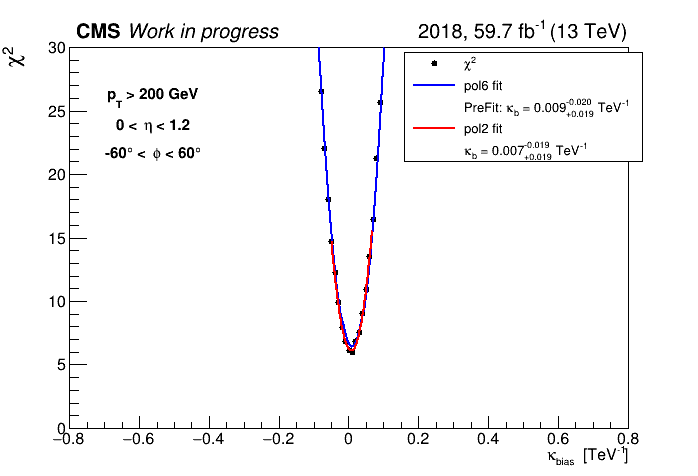 CMS Work in progress
2018, 59.7 fb⁻¹ (13 TeV)
χ²
30
25
20
15
10
5
0
p_T > 200 GeV
0 < η < 1.2
-60° < ϕ < 60°
χ²
pol6 fit
PreFit: κ_b = 0.009 -0.020 +0.019 TeV⁻¹
pol2 fit
κ_b = 0.007 -0.019 +0.019 TeV⁻¹
−0.8 −0.6 −0.4 −0.2 0 0.2 0.4 0.6 0.8
κ_bias [TeV⁻¹]